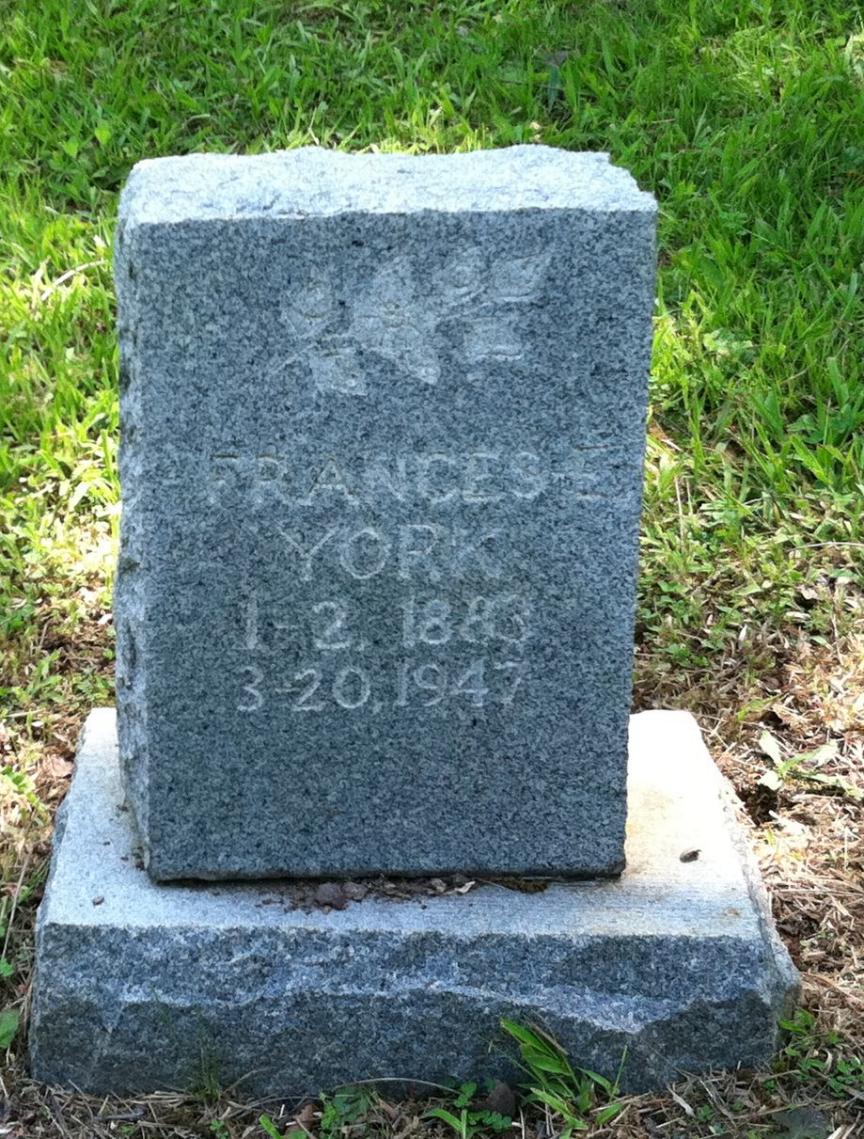 FRANCES E
YORK
1-2, 1883
3-20, 1947